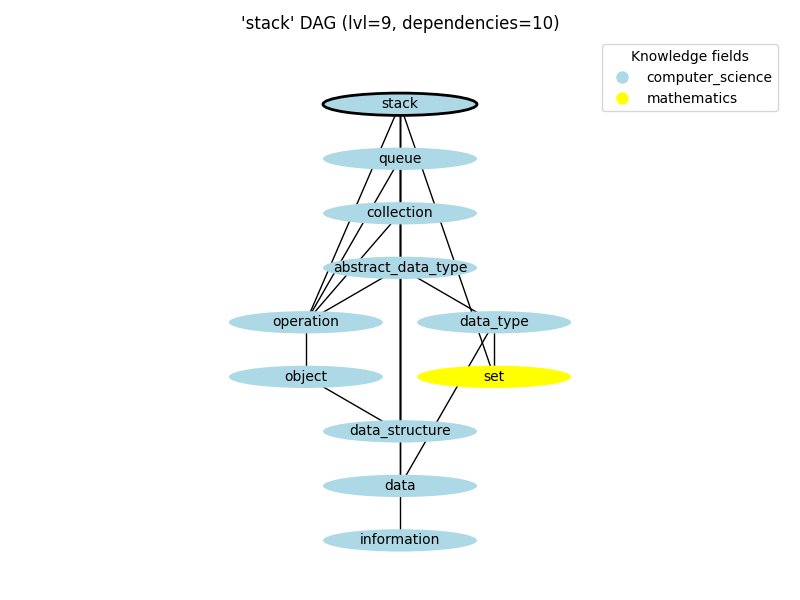 'stack' DAG (lvl=9, dependencies=10)
Knowledge fields
computer_science
mathematics
stack
queue
collection
abstract_data_type
operation
data_type
object
set
data_structure
data
information